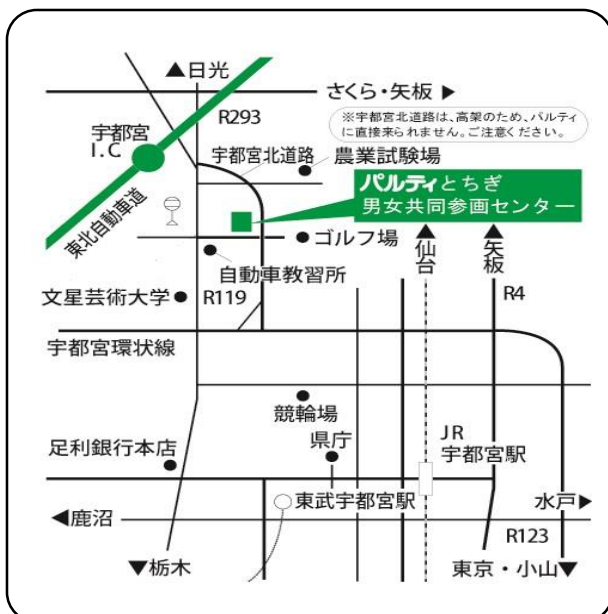 ▲日光
さくら・矢板 ▶
R293
※宇都宮北道路は、高架のため、パルティ
に直接来られません。ご注意ください。
宇都宮
I.C.
宇都宮北道路
農業試験場
パルティとちぎ
男女共同参画センター
東北自動車道
▲仙台
▲矢板
ゴルフ場
自動車教習所
文星芸術大学
R119
R4
宇都宮環状線
競輪場
県庁
JR
宇都宮駅
足利銀行本店
東武宇都宮駅
水戸▶
◀鹿沼
R123
▼栃木
東京・小山▼